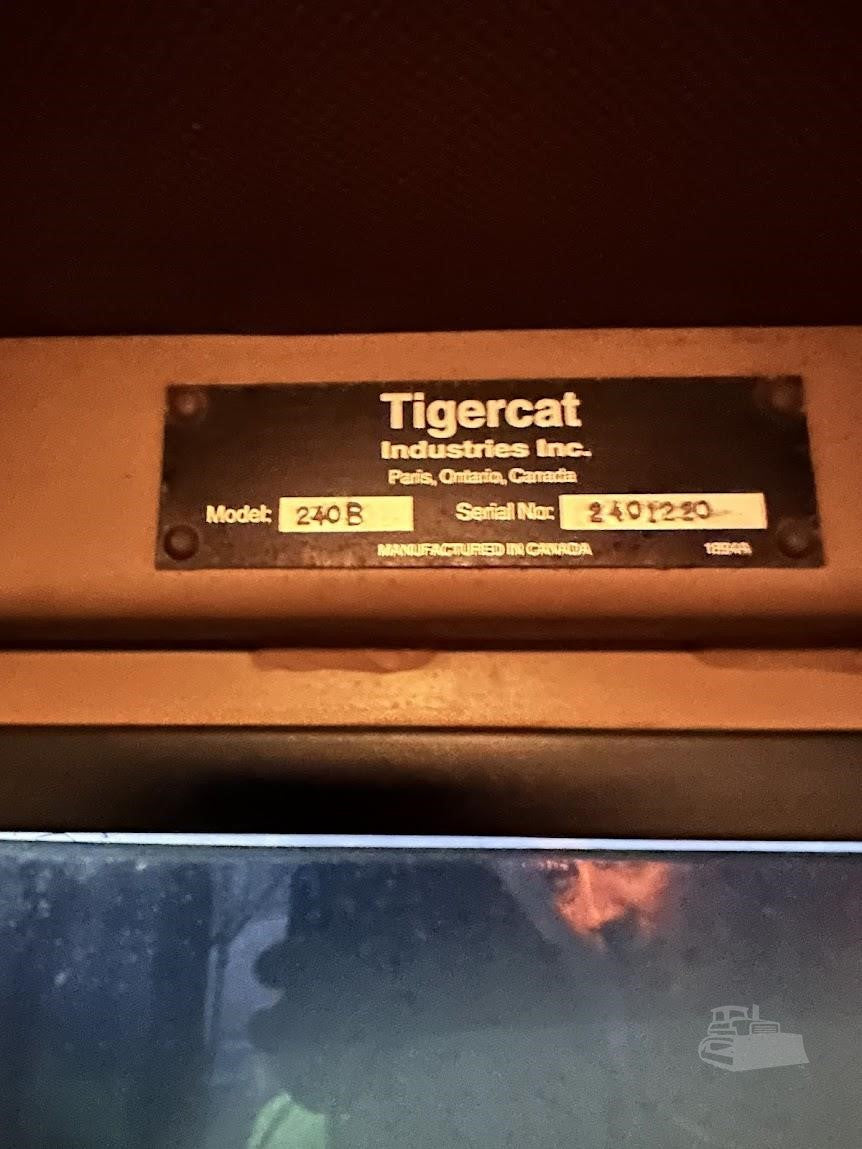 Tigercat
Industries Inc.
Paris, Ontario, Canada
Model: 240B Serial No: 2401220
MANUFACTURED IN CANADA